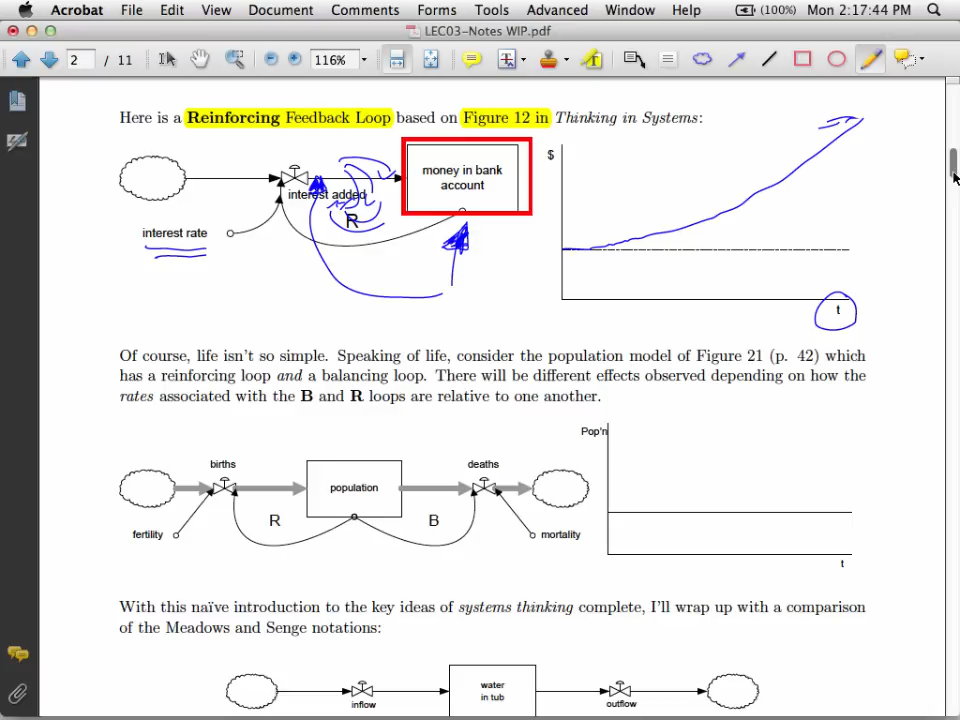 Acrobat File Edit View Document Comments Forms Tools Advanced Window Help (100%) Mon 2:17:44 PM
LEC03-Notes WIP.pdf
2 / 11 116%
Here is a Reinforcing Feedback Loop based on Figure 12 in Thinking in Systems:
$
money in bank
account
interest added
R
interest rate
t
Of course, life isn't so simple. Speaking of life, consider the population model of Figure 21 (p. 42) which
has a reinforcing loop and a balancing loop. There will be different effects observed depending on how the
rates associated with the B and R loops are relative to one another.
Pop'n
births
deaths
population
R
B
fertility
mortality
t
With this naïve introduction to the key ideas of systems thinking complete, I'll wrap up with a comparison
of the Meadows and Senge notations:
water
in tub
inflow
outflow